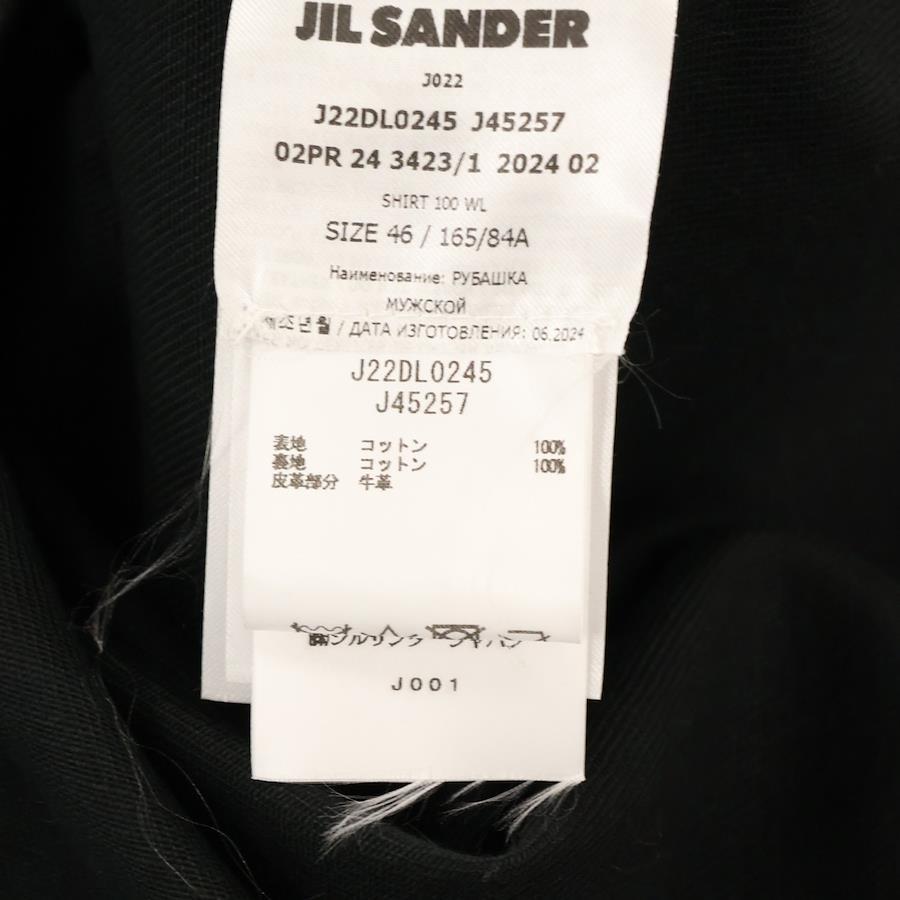 JIL SANDER
J022
J22DL0245 J45257
02PR 24 3423/1 2024 02
SHIRT 100 WL
SIZE 46 / 165/84A
Наименование: РУБАШКА
МУЖСКОЙ
년월 / ДАТА ИЗГОТОВЛЕНИЯ: 06.2024
J22DL0245
J45257
表地 コットン 100%
裏地 コットン 100%
皮革部分 牛革
J001